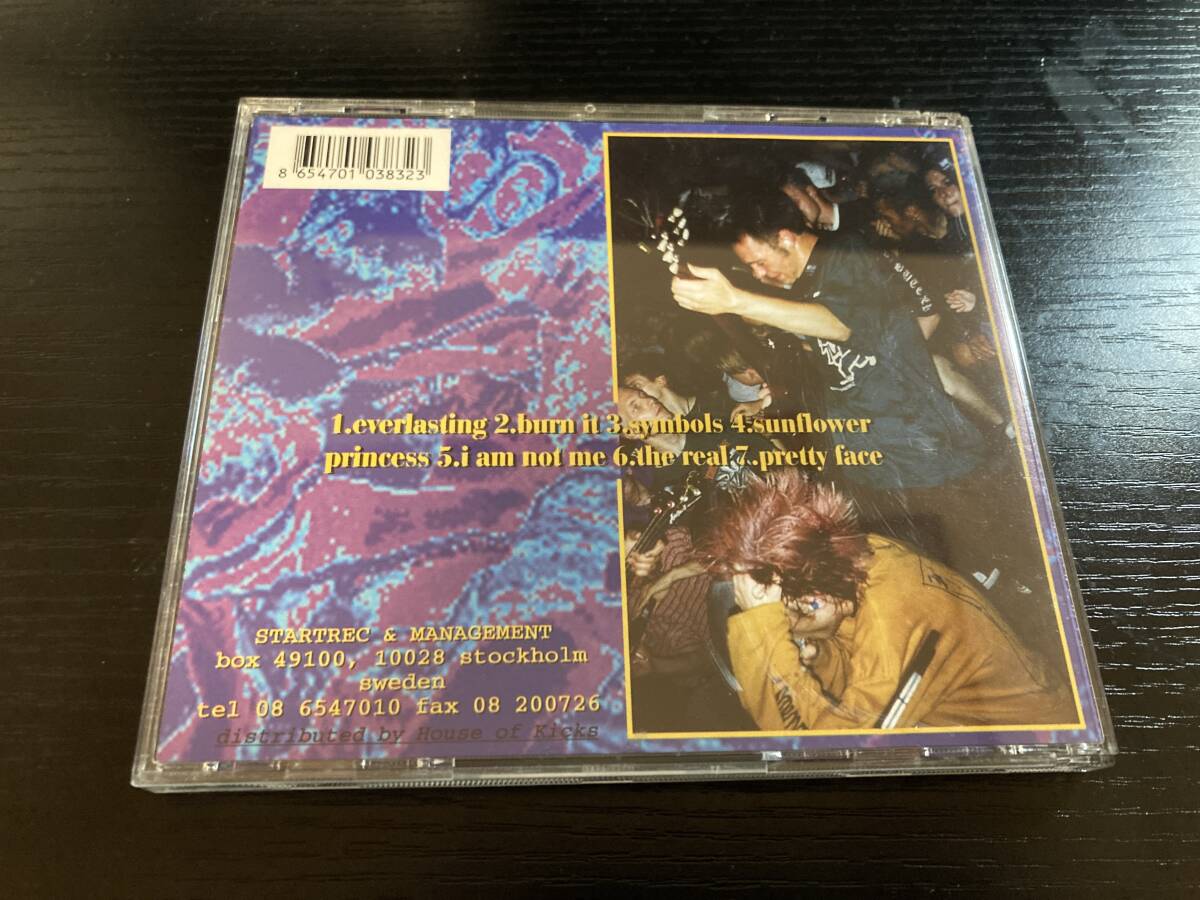 8 654701 038323
1.everlasting 2.burn it 3.symbols 4.sunflower
princess 5.i am not me 6.the real 7.pretty face
STARTREC & MANAGEMENT
box 49100, 10028 stockholm
sweden
tel 08 6547010 fax 08 200726
distributed by House of Kicks